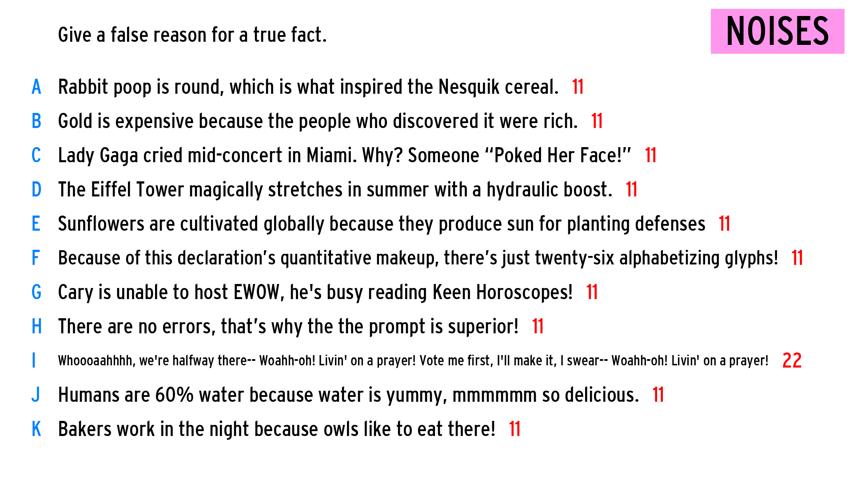 Give a false reason for a true fact.
NOISES
A Rabbit poop is round, which is what inspired the Nesquik cereal. 11
B Gold is expensive because the people who discovered it were rich. 11
C Lady Gaga cried mid-concert in Miami. Why? Someone “Poked Her Face!” 11
D The Eiffel Tower magically stretches in summer with a hydraulic boost. 11
E Sunflowers are cultivated globally because they produce sun for planting defenses 11
F Because of this declaration’s quantitative makeup, there’s just twenty-six alphabetizing glyphs! 11
G Cary is unable to host EWOW, he's busy reading Keen Horoscopes! 11
H There are no errors, that’s why the the prompt is superior! 11
I Whoooaahhhh, we're halfway there-- Woahh-oh! Livin' on a prayer! Vote me first, I'll make it, I swear-- Woahh-oh! Livin' on a prayer! 22
J Humans are 60% water because water is yummy, mmmmmm so delicious. 11
K Bakers work in the night because owls like to eat there! 11